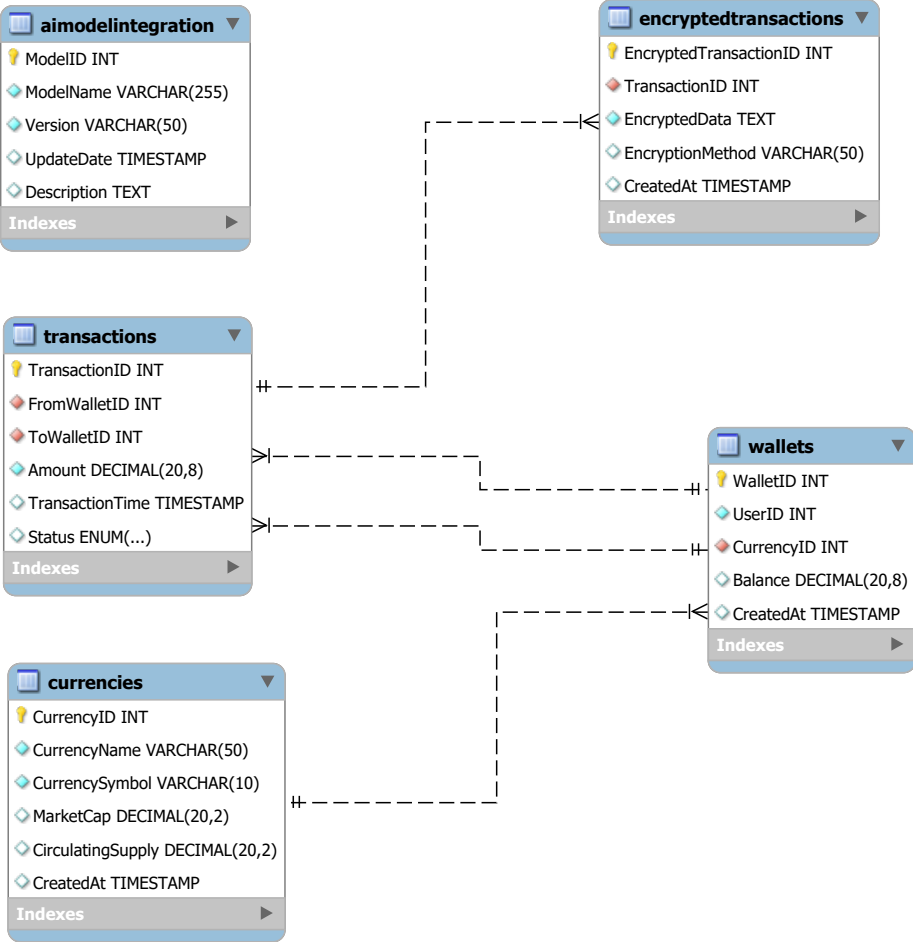 aimodelintegration
ModelID INT
ModelName VARCHAR(255)
Version VARCHAR(50)
UpdateDate TIMESTAMP
Description TEXT
Indexes
encryptedtransactions
EncryptedTransactionID INT
TransactionID INT
EncryptedData TEXT
EncryptionMethod VARCHAR(50)
CreatedAt TIMESTAMP
Indexes
transactions
TransactionID INT
FromWalletID INT
ToWalletID INT
Amount DECIMAL(20,8)
TransactionTime TIMESTAMP
Status ENUM(...)
Indexes
wallets
WalletID INT
UserID INT
CurrencyID INT
Balance DECIMAL(20,8)
CreatedAt TIMESTAMP
Indexes
currencies
CurrencyID INT
CurrencyName VARCHAR(50)
CurrencySymbol VARCHAR(10)
MarketCap DECIMAL(20,2)
CirculatingSupply DECIMAL(20,2)
CreatedAt TIMESTAMP
Indexes